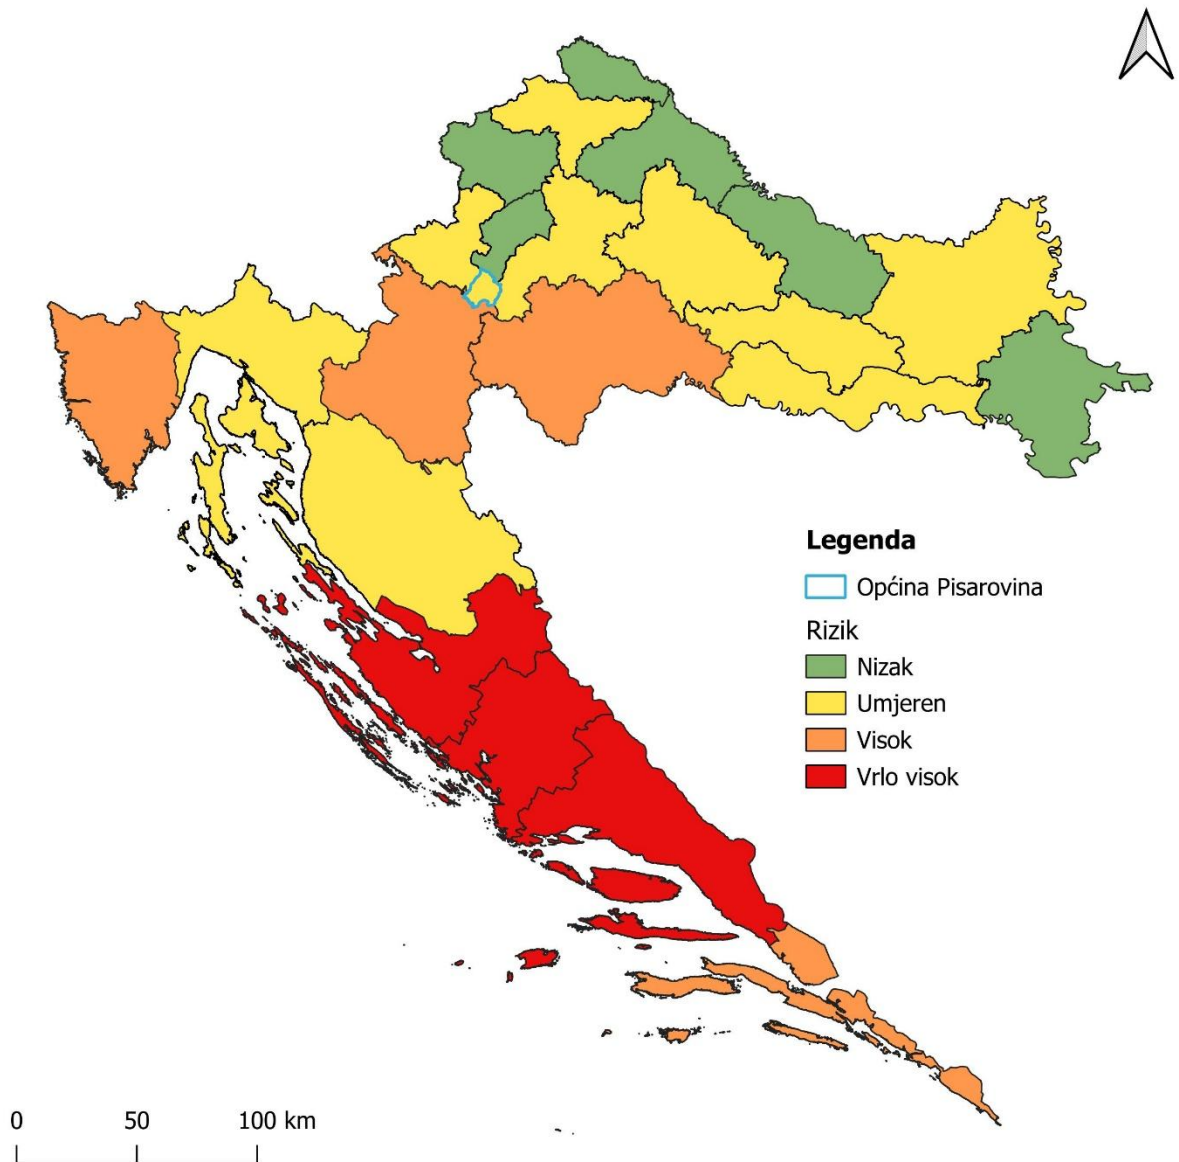 Legenda
Općina Pisarovina
Rizik
Nizak
Umjeren
Visok
Vrlo visok
0 50 100 km